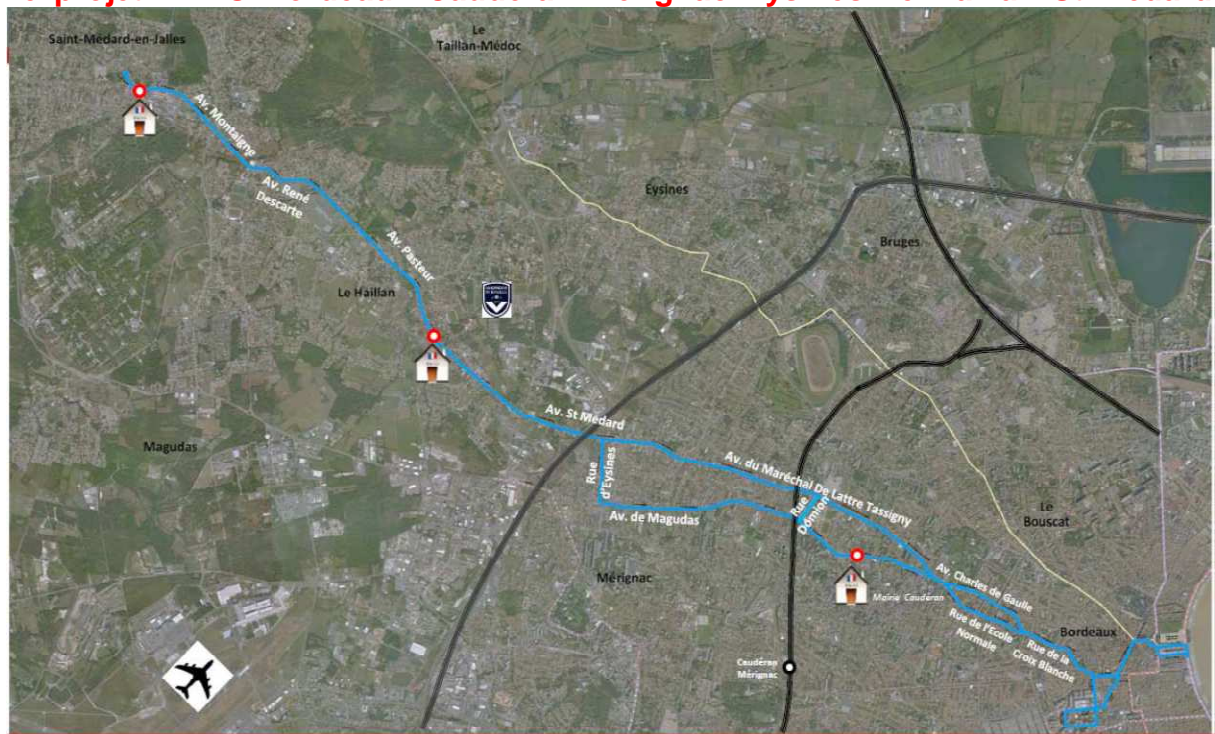 Saint-Médard-en-Jalles
Le
Taillan-Médoc
Av. Montaigne
Av. René
Descarte
Eysines
Av. Pasteur
Bruges
Le Haillan
Av. St Médard
Magudas
Rue
d'Eysines
Av. du Maréchal De Lattre Tassigny
Av. de Magudas
Rue
Domion
Le
Bouscat
Mérignac
Mairie Caudéran
Av. Charles de Gaulle
Rue de l'Ecole
Normale
Rue de la
Croix Blanche
Bordeaux
Caudéran
Mérignac